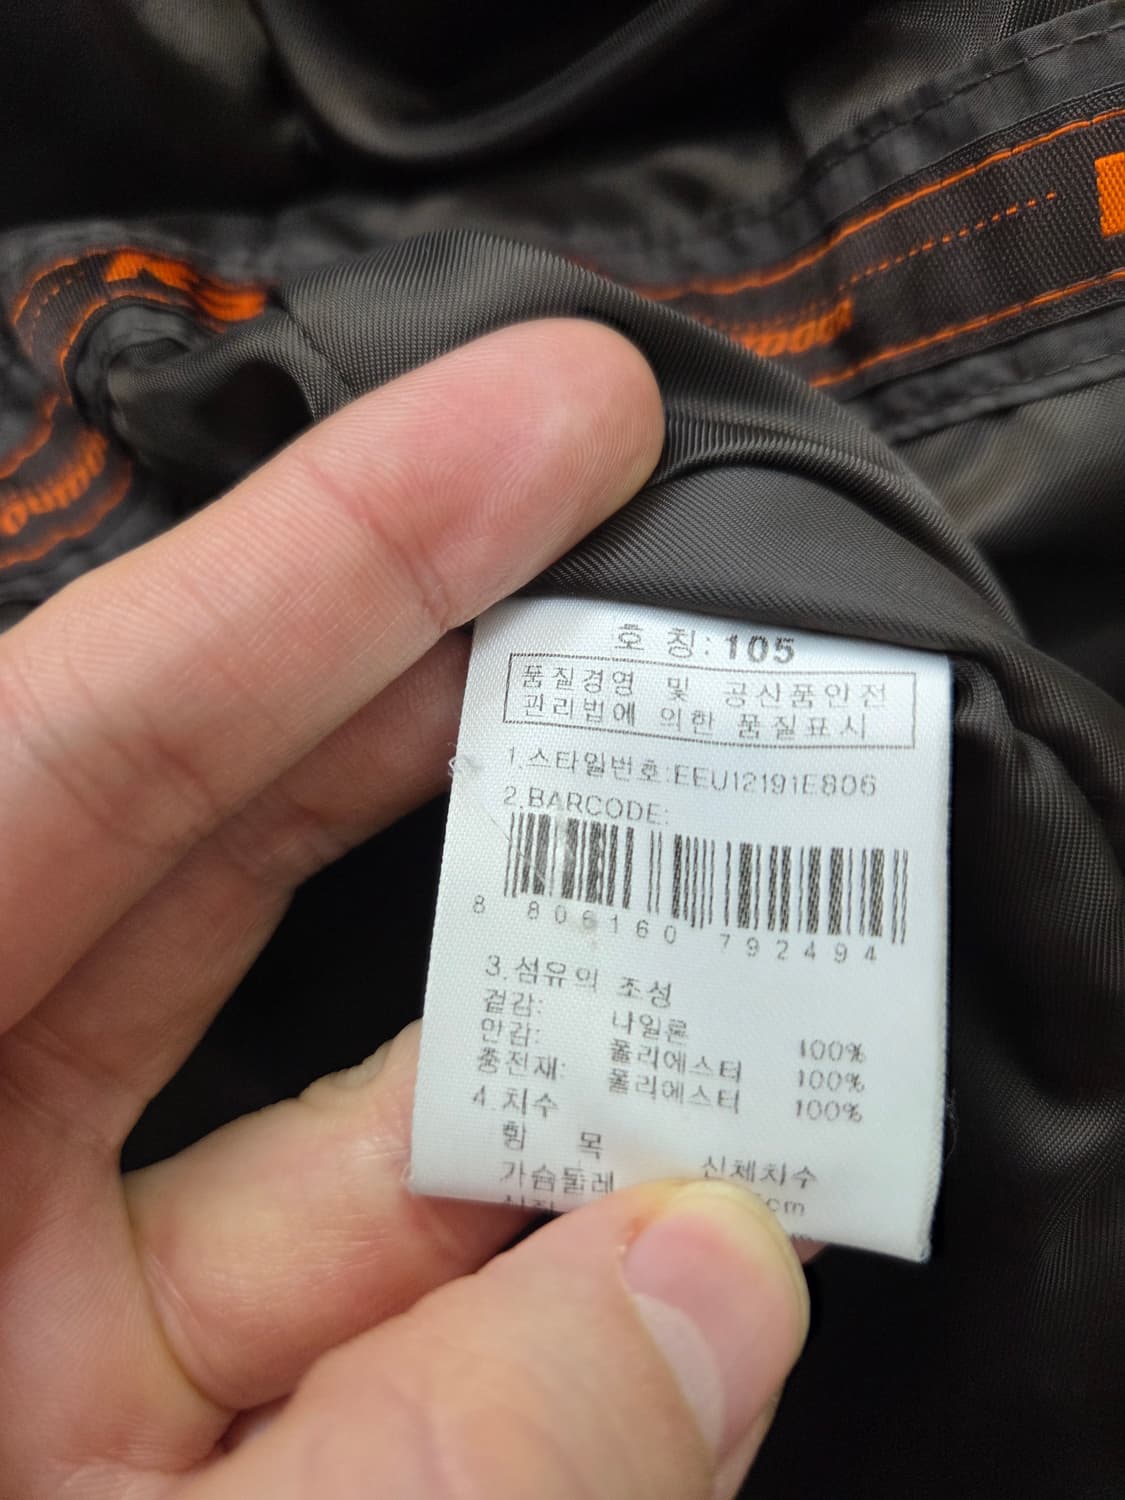 호 칭:105
품질경영 및 공산품안전
관리법에 의한 품질표시
1.스타일번호:EEU12191E806
2.BARCODE:
8 806160 792494
3.섬유의 조성
겉감: 나일론 100%
안감: 폴리에스터 100%
충전재: 폴리에스터 100%
4.치수
항 목 신체치수
가슴둘레 cm